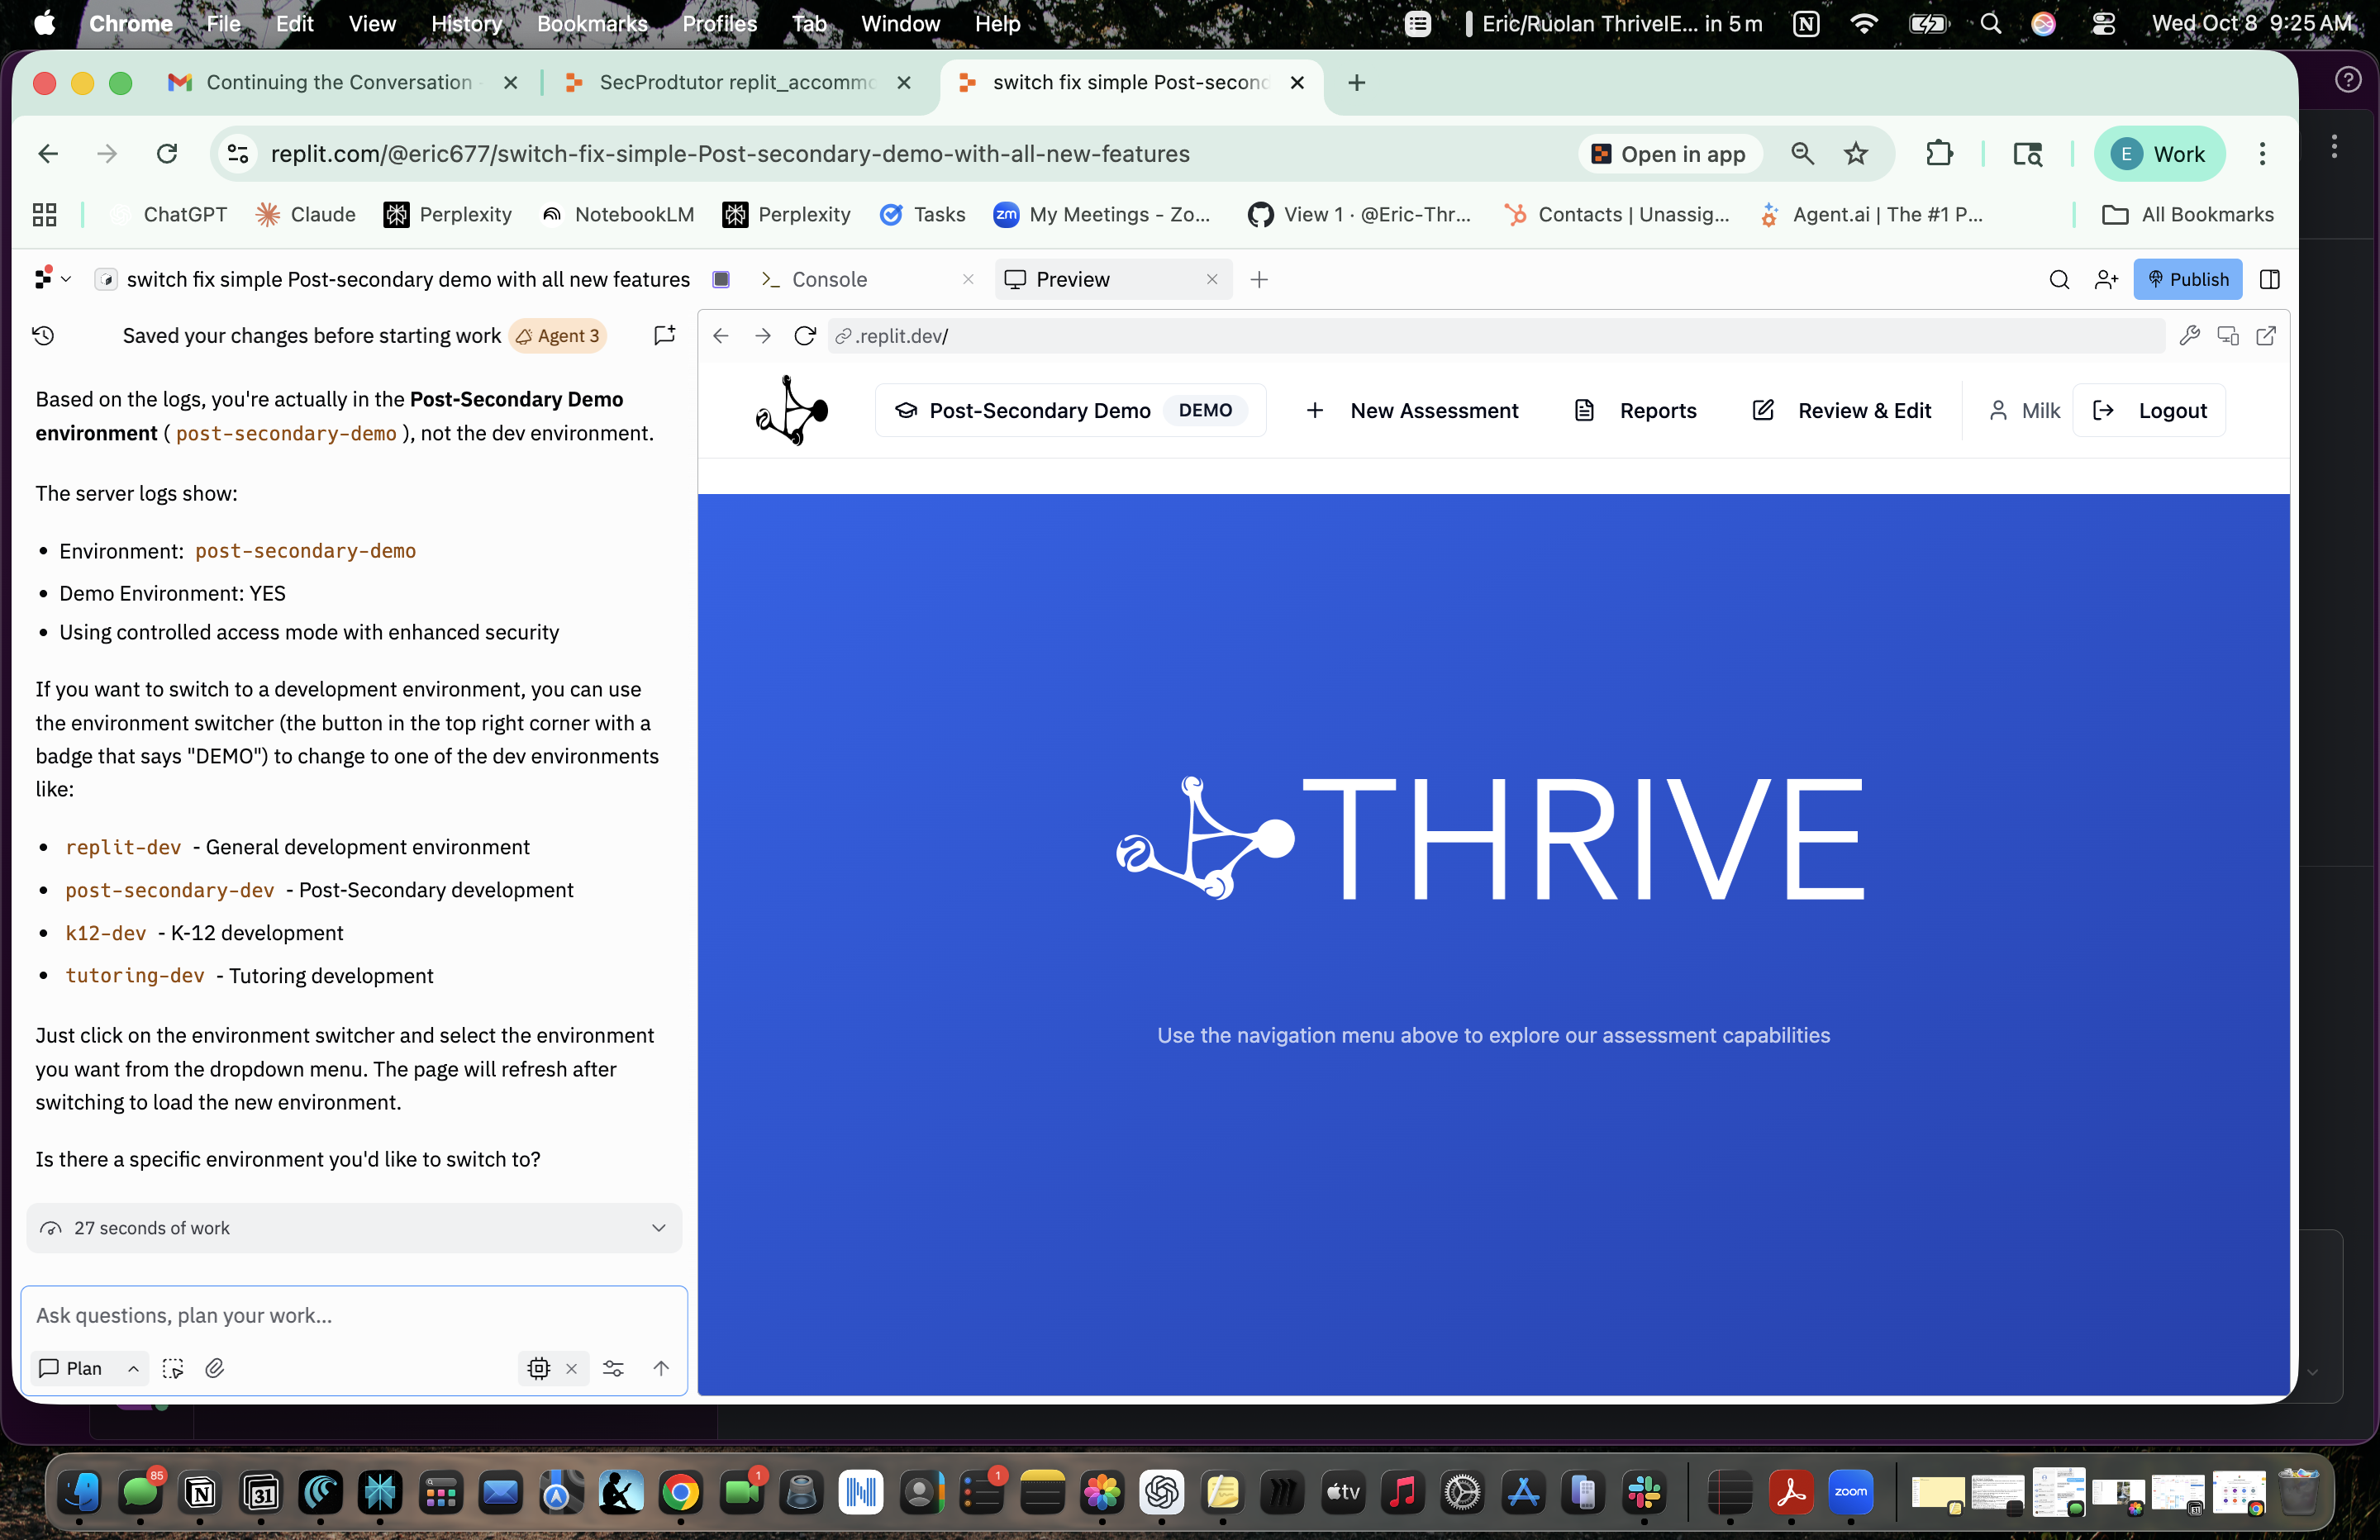 Chrome File Edit View History Bookmarks Profiles Tab Window Help Eric/Ruolan ThriveIE... in 5 m Wed Oct 8 9:25 AM
Continuing the Conversation
SecProdtutor replit_accommo
switch fix simple Post-second
replit.com/@eric677/switch-fix-simple-Post-secondary-demo-with-all-new-features
Open in app
E Work
ChatGPT Claude Perplexity NotebookLM Perplexity Tasks zm My Meetings - Zo... View 1 · @Eric-Thr... Contacts | Unassig... Agent.ai | The #1 P... All Bookmarks
switch fix simple Post-secondary demo with all new features
Console
Preview
Publish
Saved your changes before starting work Agent 3
Based on the logs, you're actually in the Post-Secondary Demo
environment ( post-secondary-demo ), not the dev environment.
The server logs show:
• Environment: post-secondary-demo
• Demo Environment: YES
• Using controlled access mode with enhanced security
If you want to switch to a development environment, you can use
the environment switcher (the button in the top right corner with a
badge that says "DEMO") to change to one of the dev environments
like:
• replit-dev - General development environment
• post-secondary-dev - Post-Secondary development
• k12-dev - K-12 development
• tutoring-dev - Tutoring development
Just click on the environment switcher and select the environment
you want from the dropdown menu. The page will refresh after
switching to load the new environment.
Is there a specific environment you'd like to switch to?
27 seconds of work
Ask questions, plan your work...
Plan
.replit.dev/
Post-Secondary Demo DEMO
New Assessment
Reports
Review & Edit
Milk
Logout
THRIVE
Use the navigation menu above to explore our assessment capabilities
85
31
1
1
tv
zoom